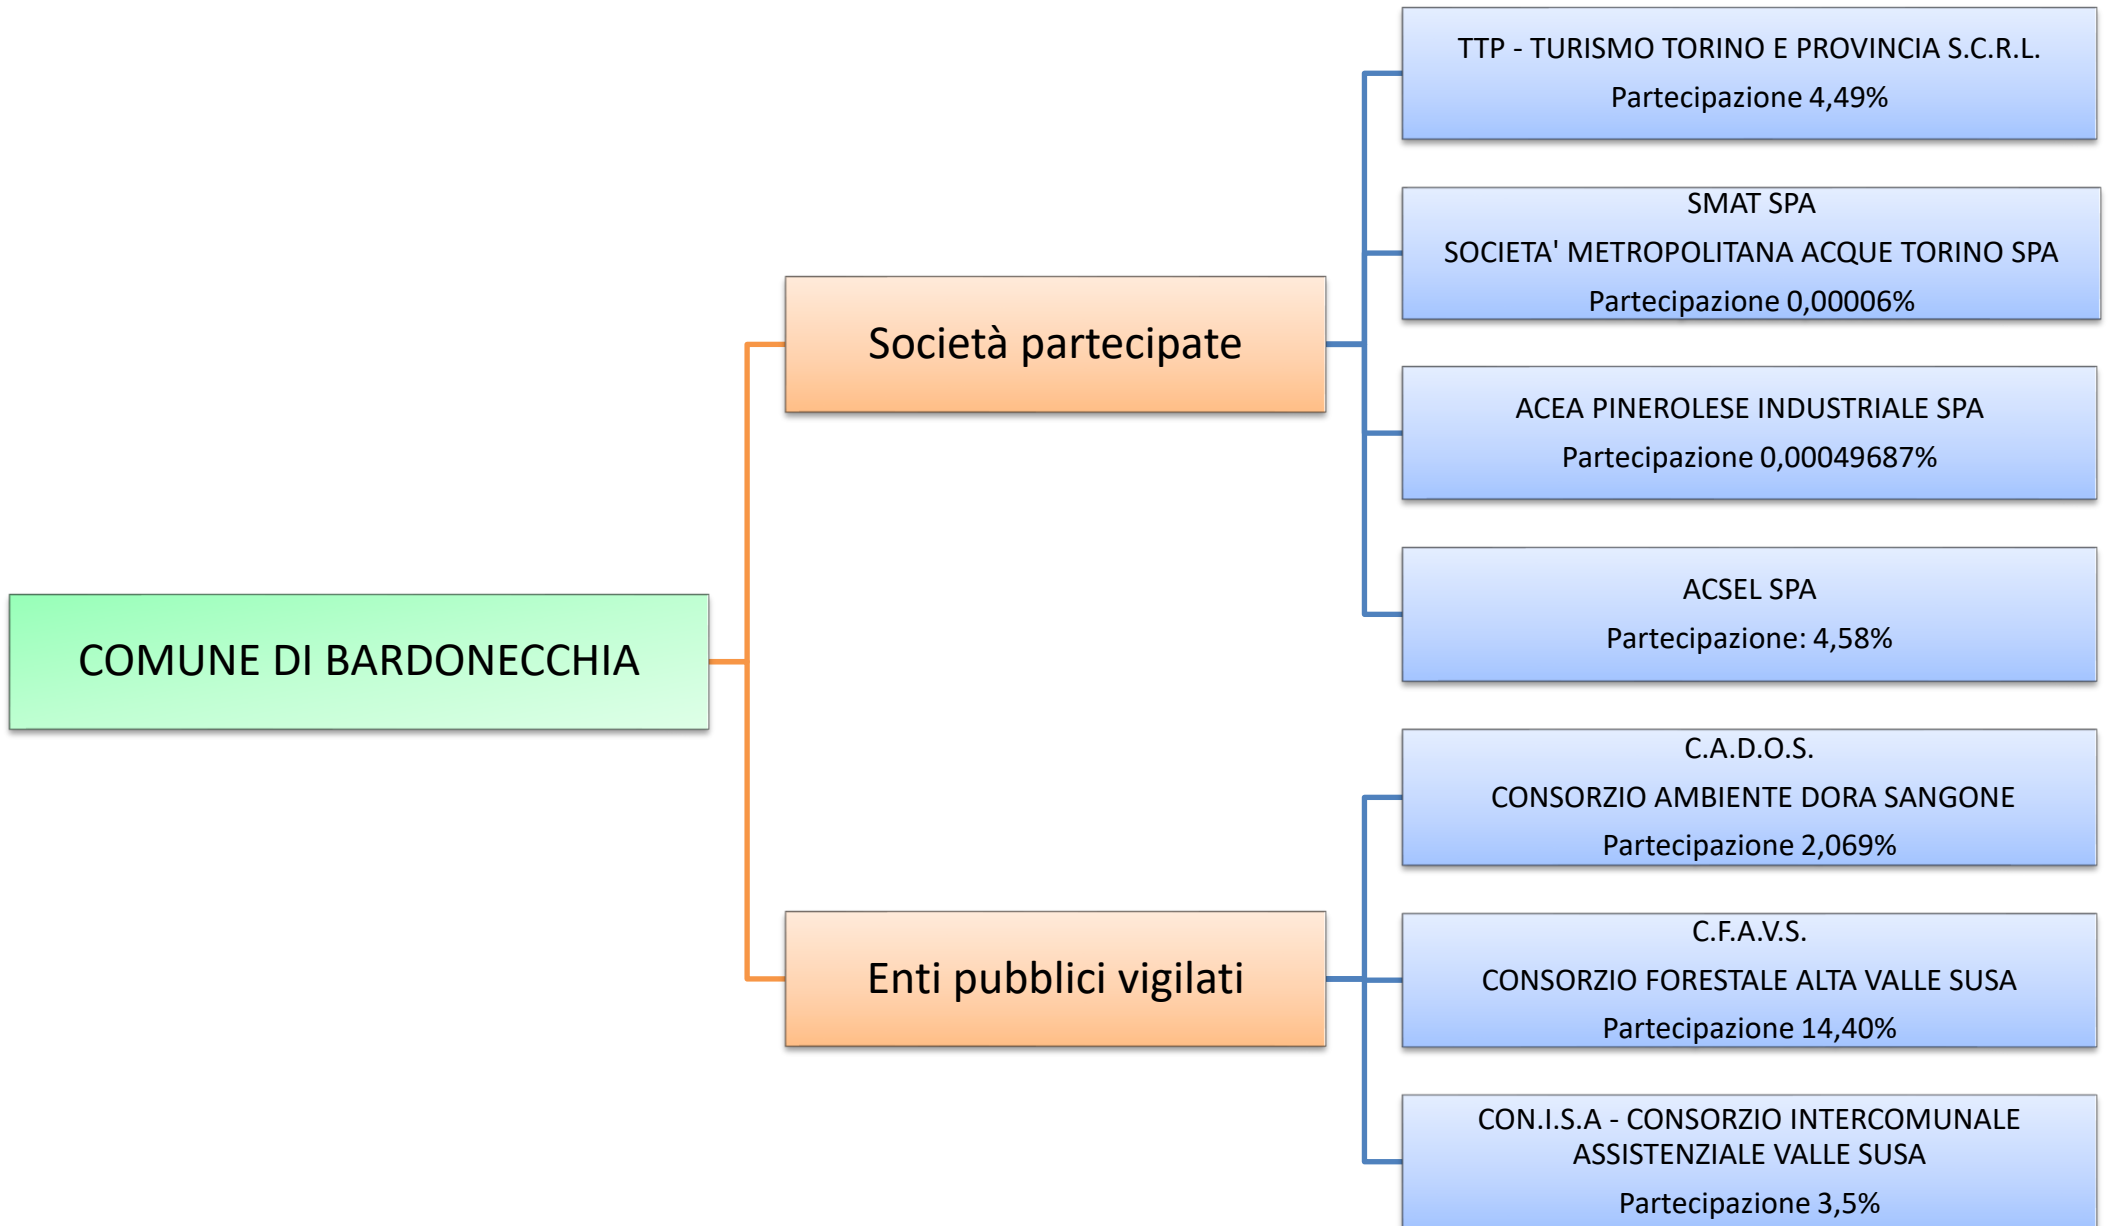 COMUNE DI BARDONECCHIA
Società partecipate
TTP - TURISMO TORINO E PROVINCIA S.C.R.L.
Partecipazione 4,49%
SMAT SPA
SOCIETA' METROPOLITANA ACQUE TORINO SPA
Partecipazione 0,00006%
ACEA PINEROLESE INDUSTRIALE SPA
Partecipazione 0,00049687%
ACSEL SPA
Partecipazione: 4,58%
Enti pubblici vigilati
C.A.D.O.S.
CONSORZIO AMBIENTE DORA SANGONE
Partecipazione 2,069%
C.F.A.V.S.
CONSORZIO FORESTALE ALTA VALLE SUSA
Partecipazione 14,40%
CON.I.S.A - CONSORZIO INTERCOMUNALE
ASSISTENZIALE VALLE SUSA
Partecipazione 3,5%